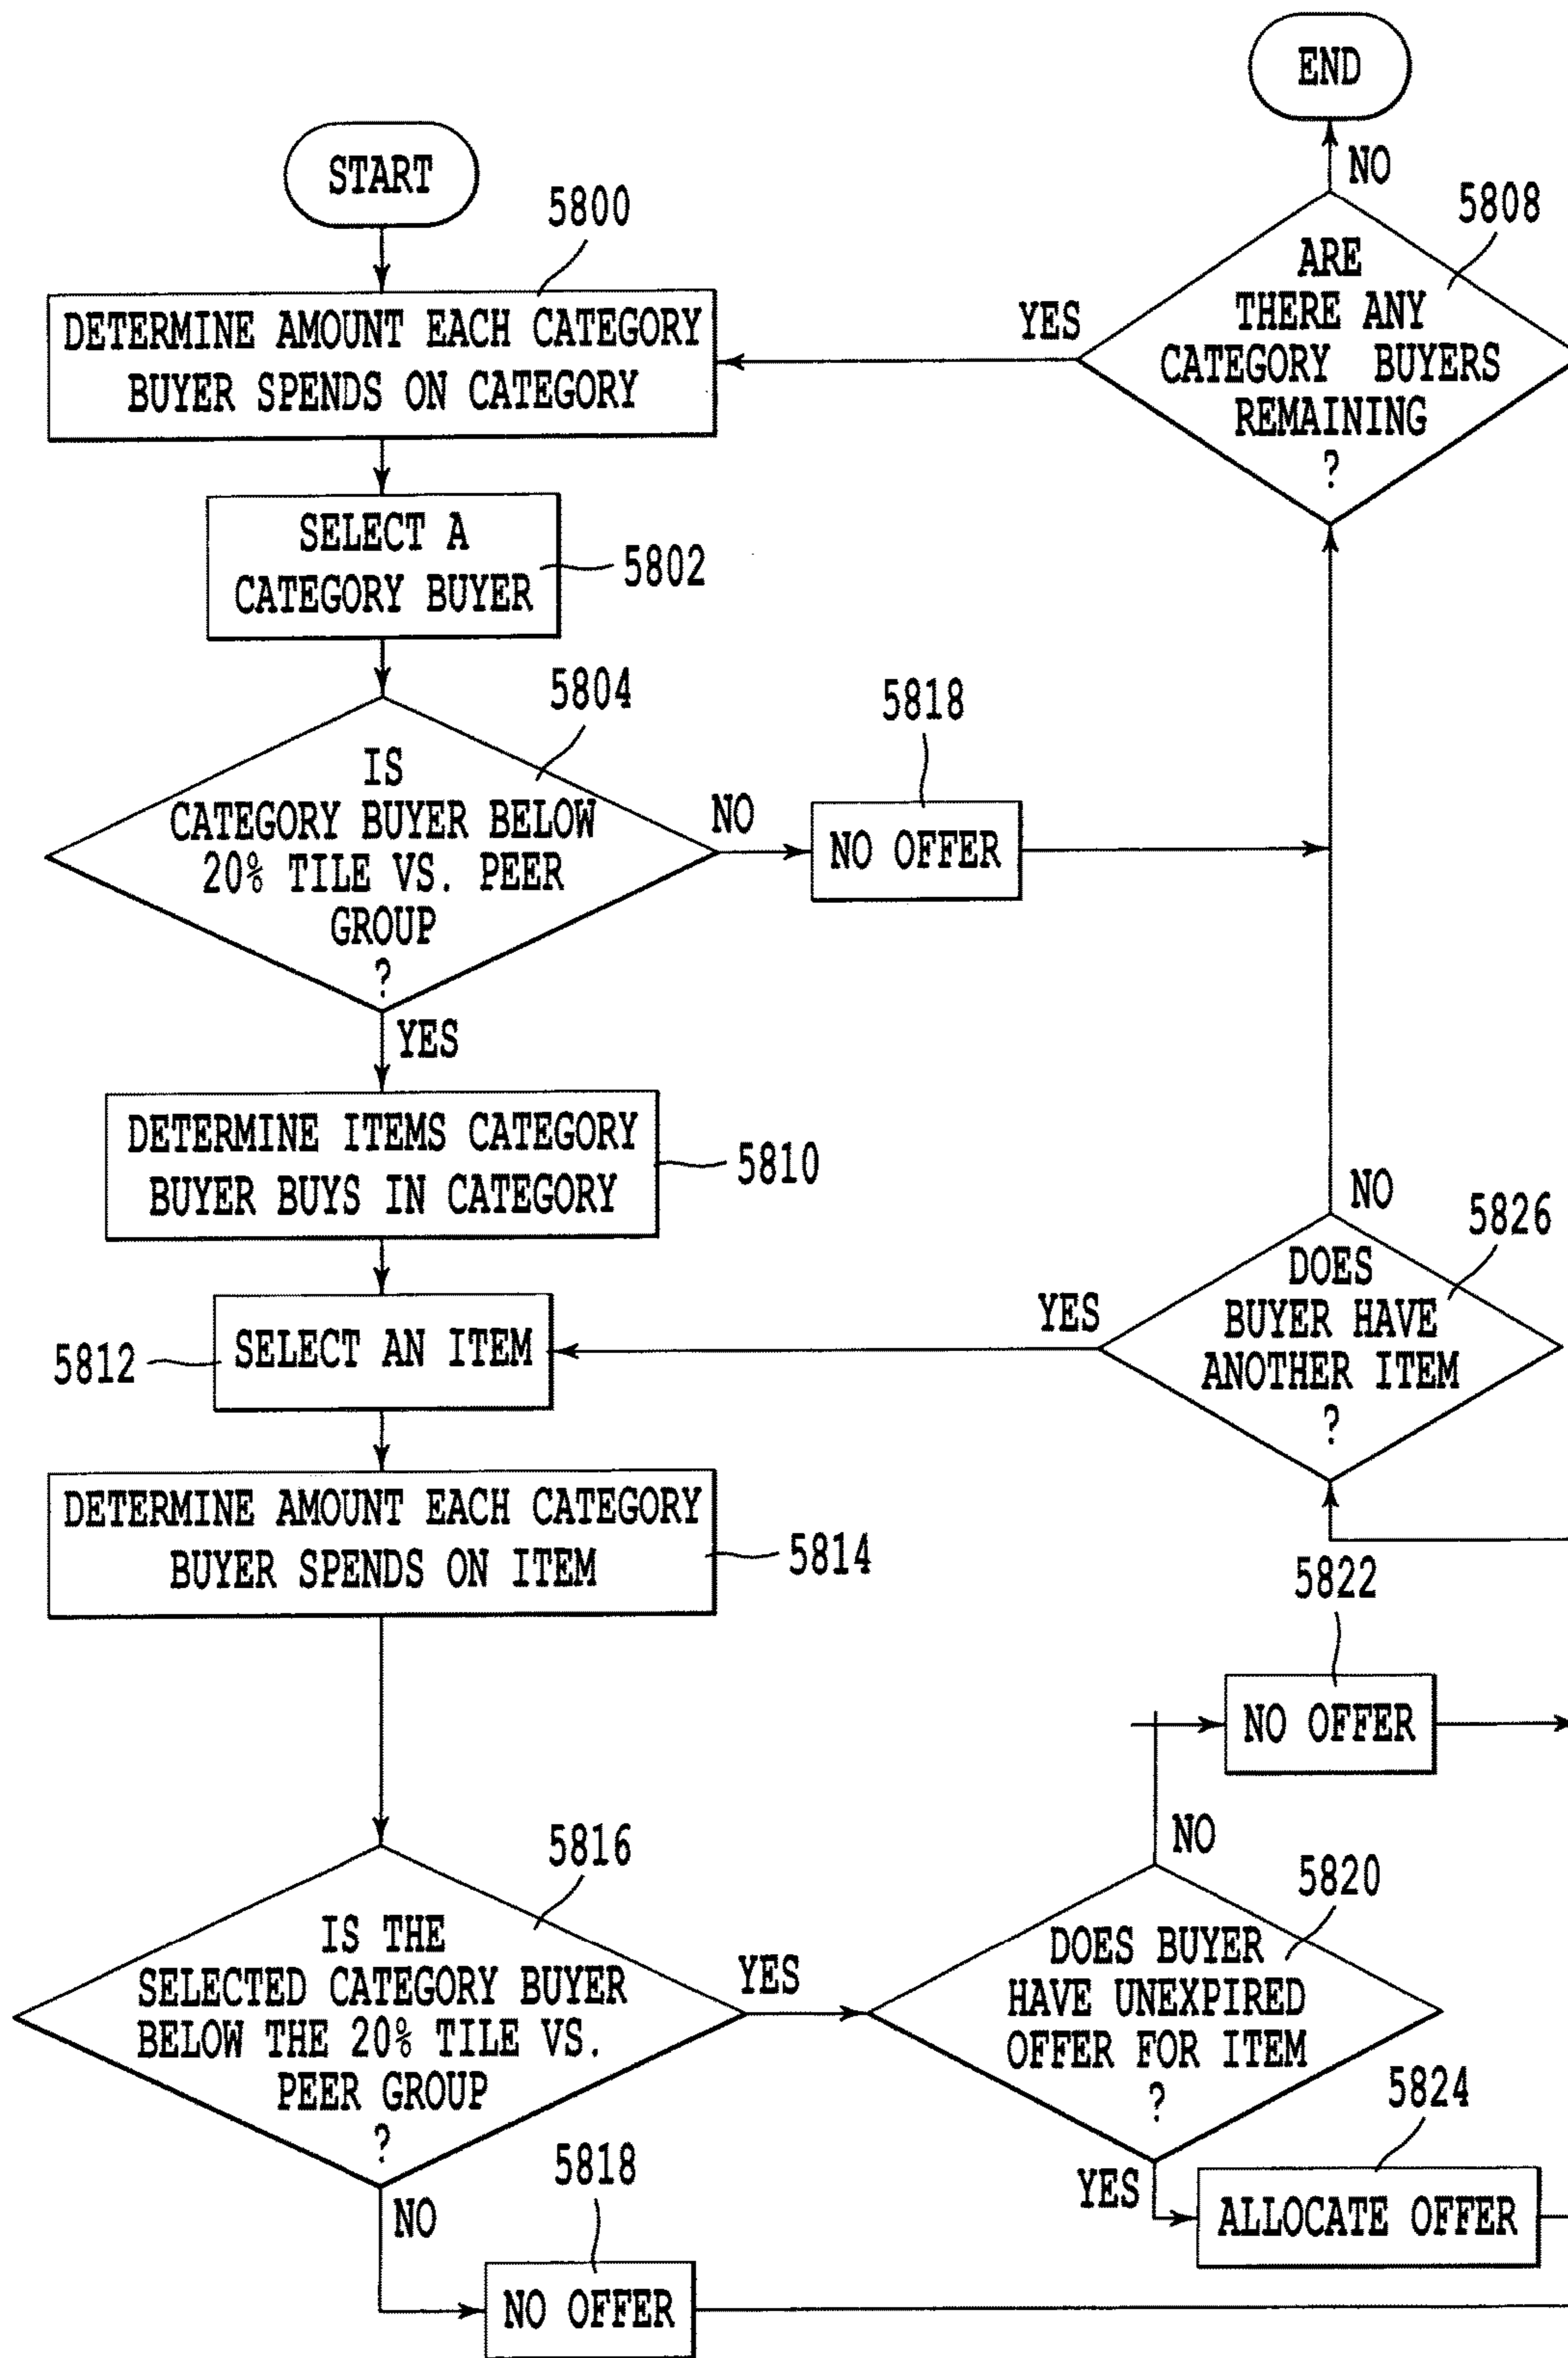 END
START
NO
5800
5808
ARE
THERE ANY
CATEGORY BUYERS
REMAINING
?
YES
DETERMINE AMOUNT EACH CATEGORY
BUYER SPENDS ON CATEGORY
SELECT A
CATEGORY BUYER
5802
5804
5818
IS
CATEGORY BUYER BELOW
20% TILE VS. PEER
GROUP
?
NO
NO OFFER
YES
DETERMINE ITEMS CATEGORY
BUYER BUYS IN CATEGORY
5810
NO
5826
DOES
BUYER HAVE
ANOTHER ITEM
?
YES
5812
SELECT AN ITEM
DETERMINE AMOUNT EACH CATEGORY
BUYER SPENDS ON ITEM
5814
5822
NO OFFER
NO
5816
5820
IS THE
SELECTED CATEGORY BUYER
BELOW THE 20% TILE VS.
PEER GROUP
?
YES
DOES BUYER
HAVE UNEXPIRED
OFFER FOR ITEM
?
5824
YES
ALLOCATE OFFER
NO
5818
NO OFFER